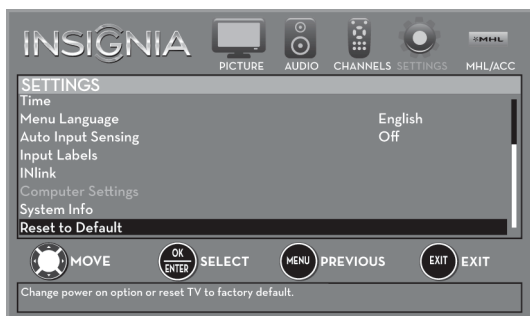 INSIGNIA
PICTURE AUDIO CHANNELS SETTINGS MHL MHL/ACC
SETTINGS
Time
Menu Language English
Auto Input Sensing Off
Input Labels
INlink
Computer Settings
System Info
Reset to Default
MOVE OK ENTER SELECT MENU PREVIOUS EXIT EXIT
Change power on option or reset TV to factory default.